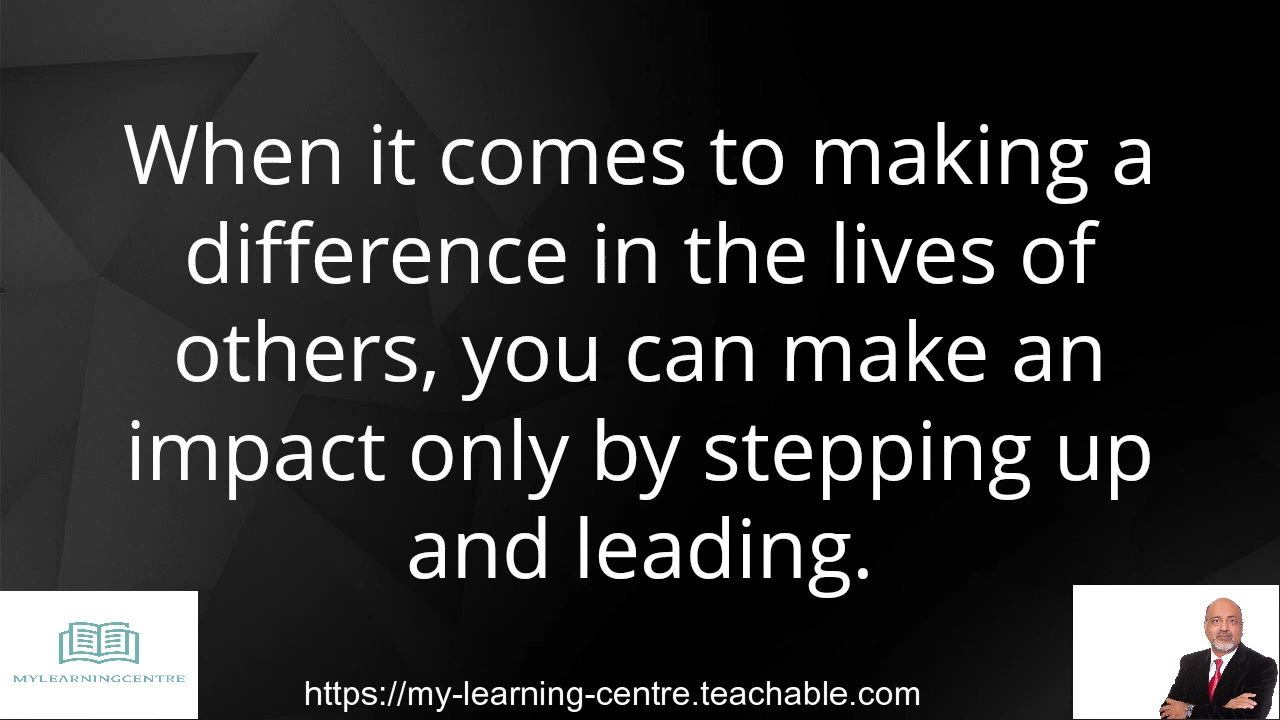 When it comes to making a
difference in the lives of
others, you can make an
impact only by stepping up
and leading.
MYLEARNINGCENTRE
https://my-learning-centre.teachable.com